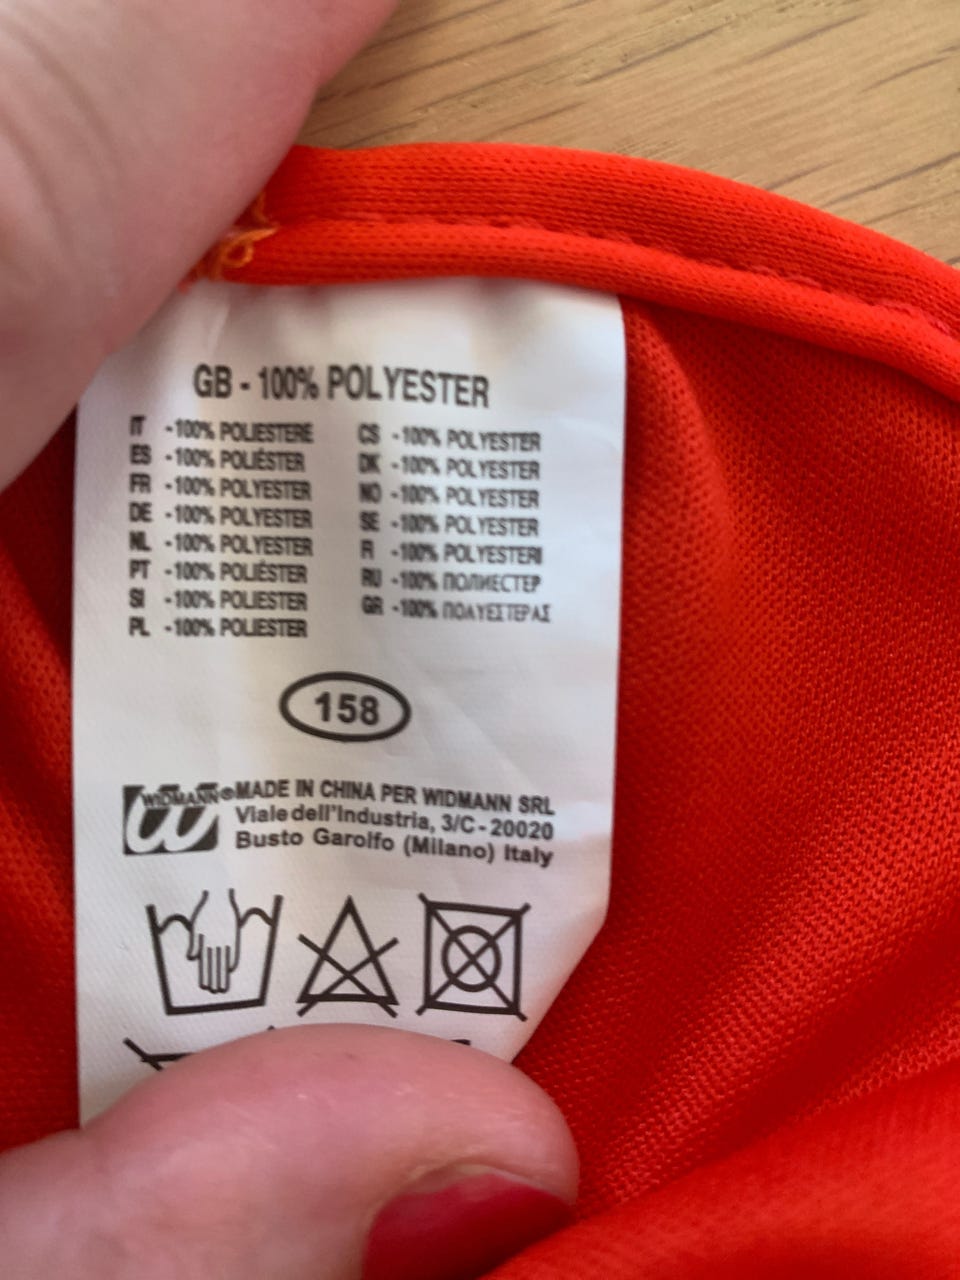 GB - 100% POLYESTER
IT -100% POLIESTERE
ES -100% POLIÉSTER
FR -100% POLYESTER
DE -100% POLYESTER
NL -100% POLYESTER
PT -100% POLIÉSTER
SI -100% POLIESTER
PL -100% POLIESTER
CS -100% POLYESTER
DK -100% POLYESTER
NO -100% POLYESTER
SE -100% POLYESTER
FI -100% POLYESTERI
RU -100% ПОЛИЕСТЕР
GR -100% ΠΟΛΥΕΣΤΕΡΑΣ
158
WIDMANN® MADE IN CHINA PER WIDMANN SRL
Viale dell'Industria, 3/C - 20020
Busto Garolfo (Milano) Italy